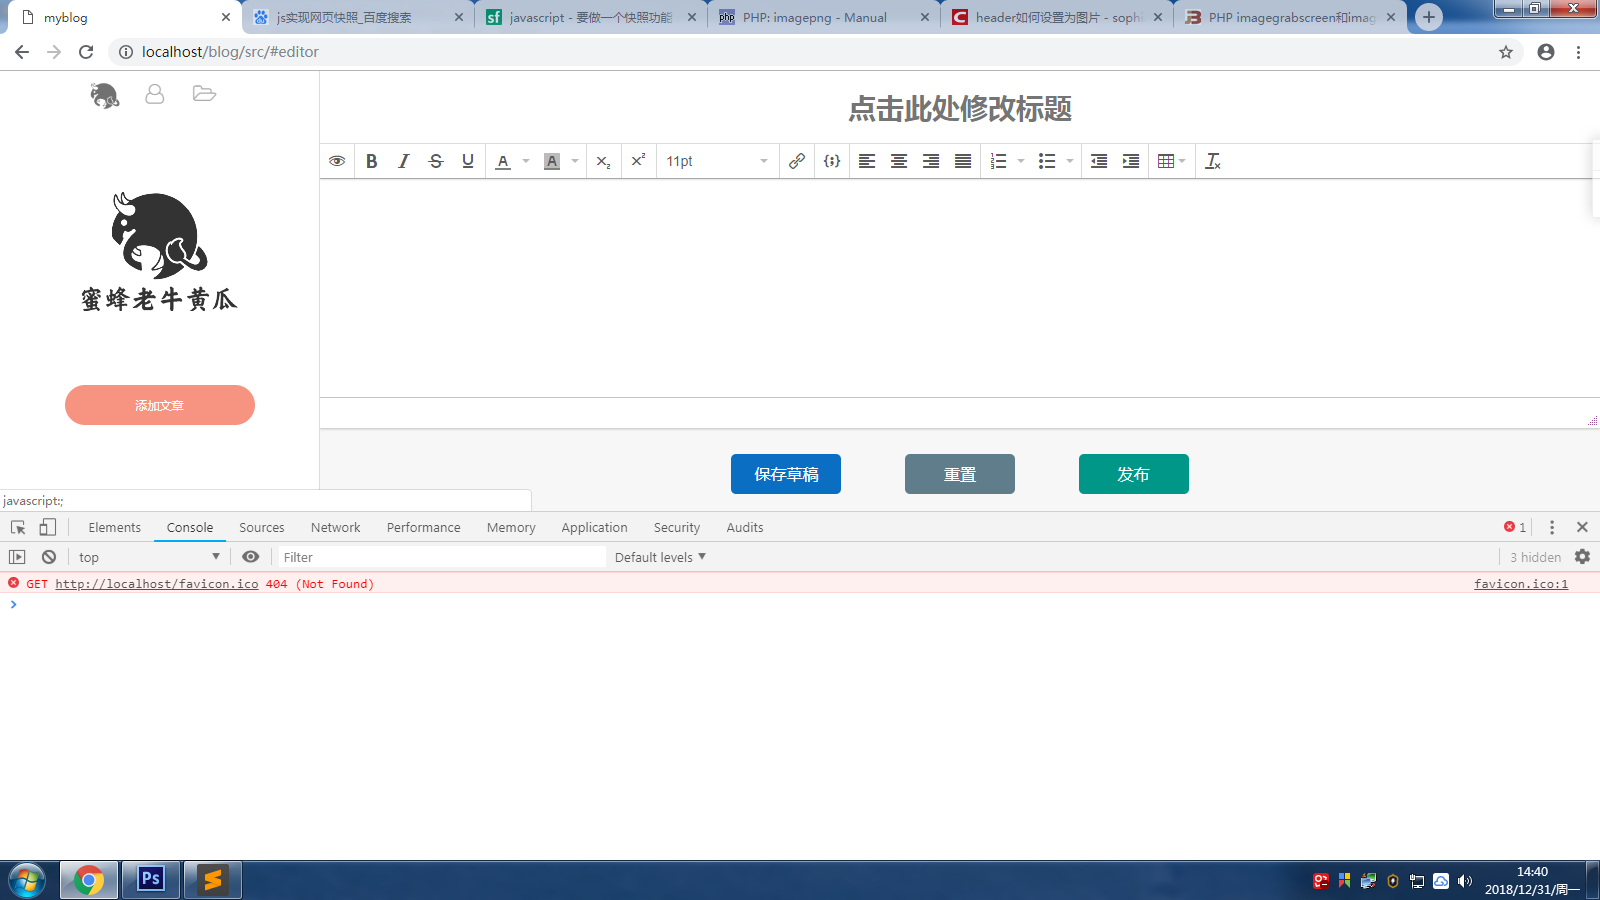 myblog
js实现网页快照_百度搜索
javascript - 要做一个快照功能
PHP: imagepng - Manual
header如何设置为图片 - sophi
PHP imagegrabscreen和imag
localhost/blog/src/#editor
点击此处修改标题
11pt
蜜蜂老牛黄瓜
添加文章
保存草稿
重置
发布
javascript:;
Elements
Console
Sources
Network
Performance
Memory
Application
Security
Audits
1
top
Filter
Default levels
3 hidden
GET http://localhost/favicon.ico 404 (Not Found)
favicon.ico:1
14:40
2018/12/31/周一